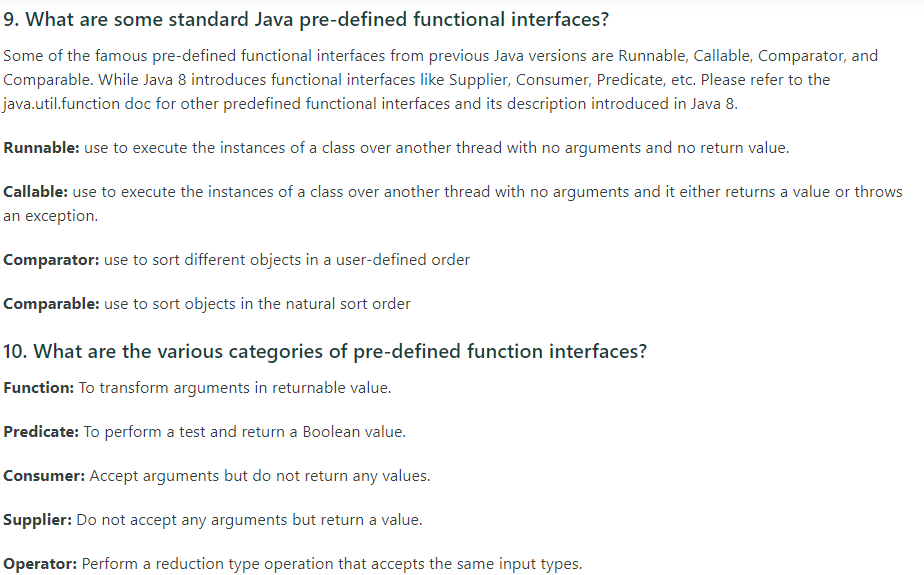 9. What are some standard Java pre-defined functional interfaces?
Some of the famous pre-defined functional interfaces from previous Java versions are Runnable, Callable, Comparator, and
Comparable. While Java 8 introduces functional interfaces like Supplier, Consumer, Predicate, etc. Please refer to the
java.util.function doc for other predefined functional interfaces and its description introduced in Java 8.
Runnable: use to execute the instances of a class over another thread with no arguments and no return value.
Callable: use to execute the instances of a class over another thread with no arguments and it either returns a value or throws
an exception.
Comparator: use to sort different objects in a user-defined order
Comparable: use to sort objects in the natural sort order
10. What are the various categories of pre-defined function interfaces?
Function: To transform arguments in returnable value.
Predicate: To perform a test and return a Boolean value.
Consumer: Accept arguments but do not return any values.
Supplier: Do not accept any arguments but return a value.
Operator: Perform a reduction type operation that accepts the same input types.